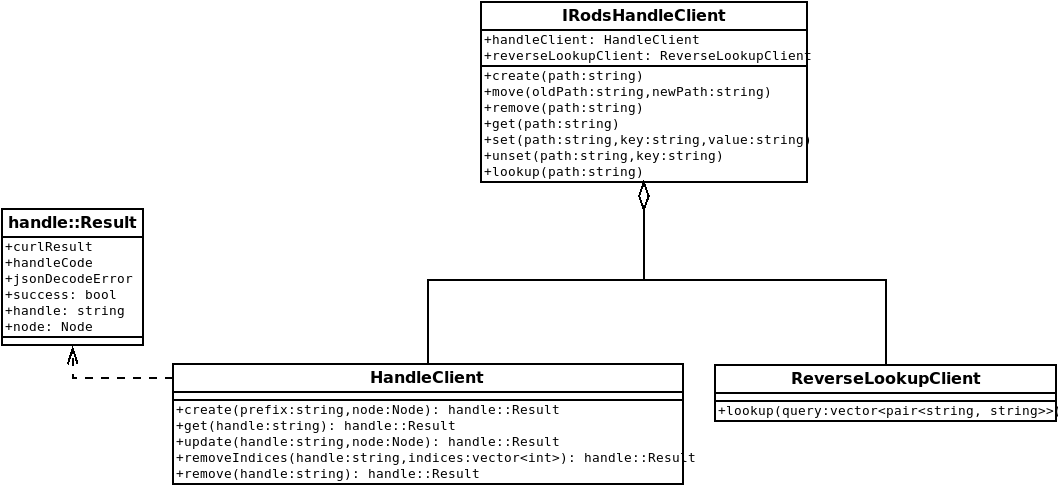 IRodsHandleClient
+handleClient: HandleClient
+reverseLookupClient: ReverseLookupClient
+create(path:string)
+move(oldPath:string,newPath:string)
+remove(path:string)
+get(path:string)
+set(path:string,key:string,value:string)
+unset(path:string,key:string)
+lookup(path:string)
handle::Result
+curlResult
+handleCode
+jsonDecodeError
+success: bool
+handle: string
+node: Node
HandleClient
+create(prefix:string,node:Node): handle::Result
+get(handle:string): handle::Result
+update(handle:string,node:Node): handle::Result
+removeIndices(handle:string,indices:vector<int>): handle::Result
+remove(handle:string): handle::Result
ReverseLookupClient
+lookup(query:vector<pair<string, string>>)